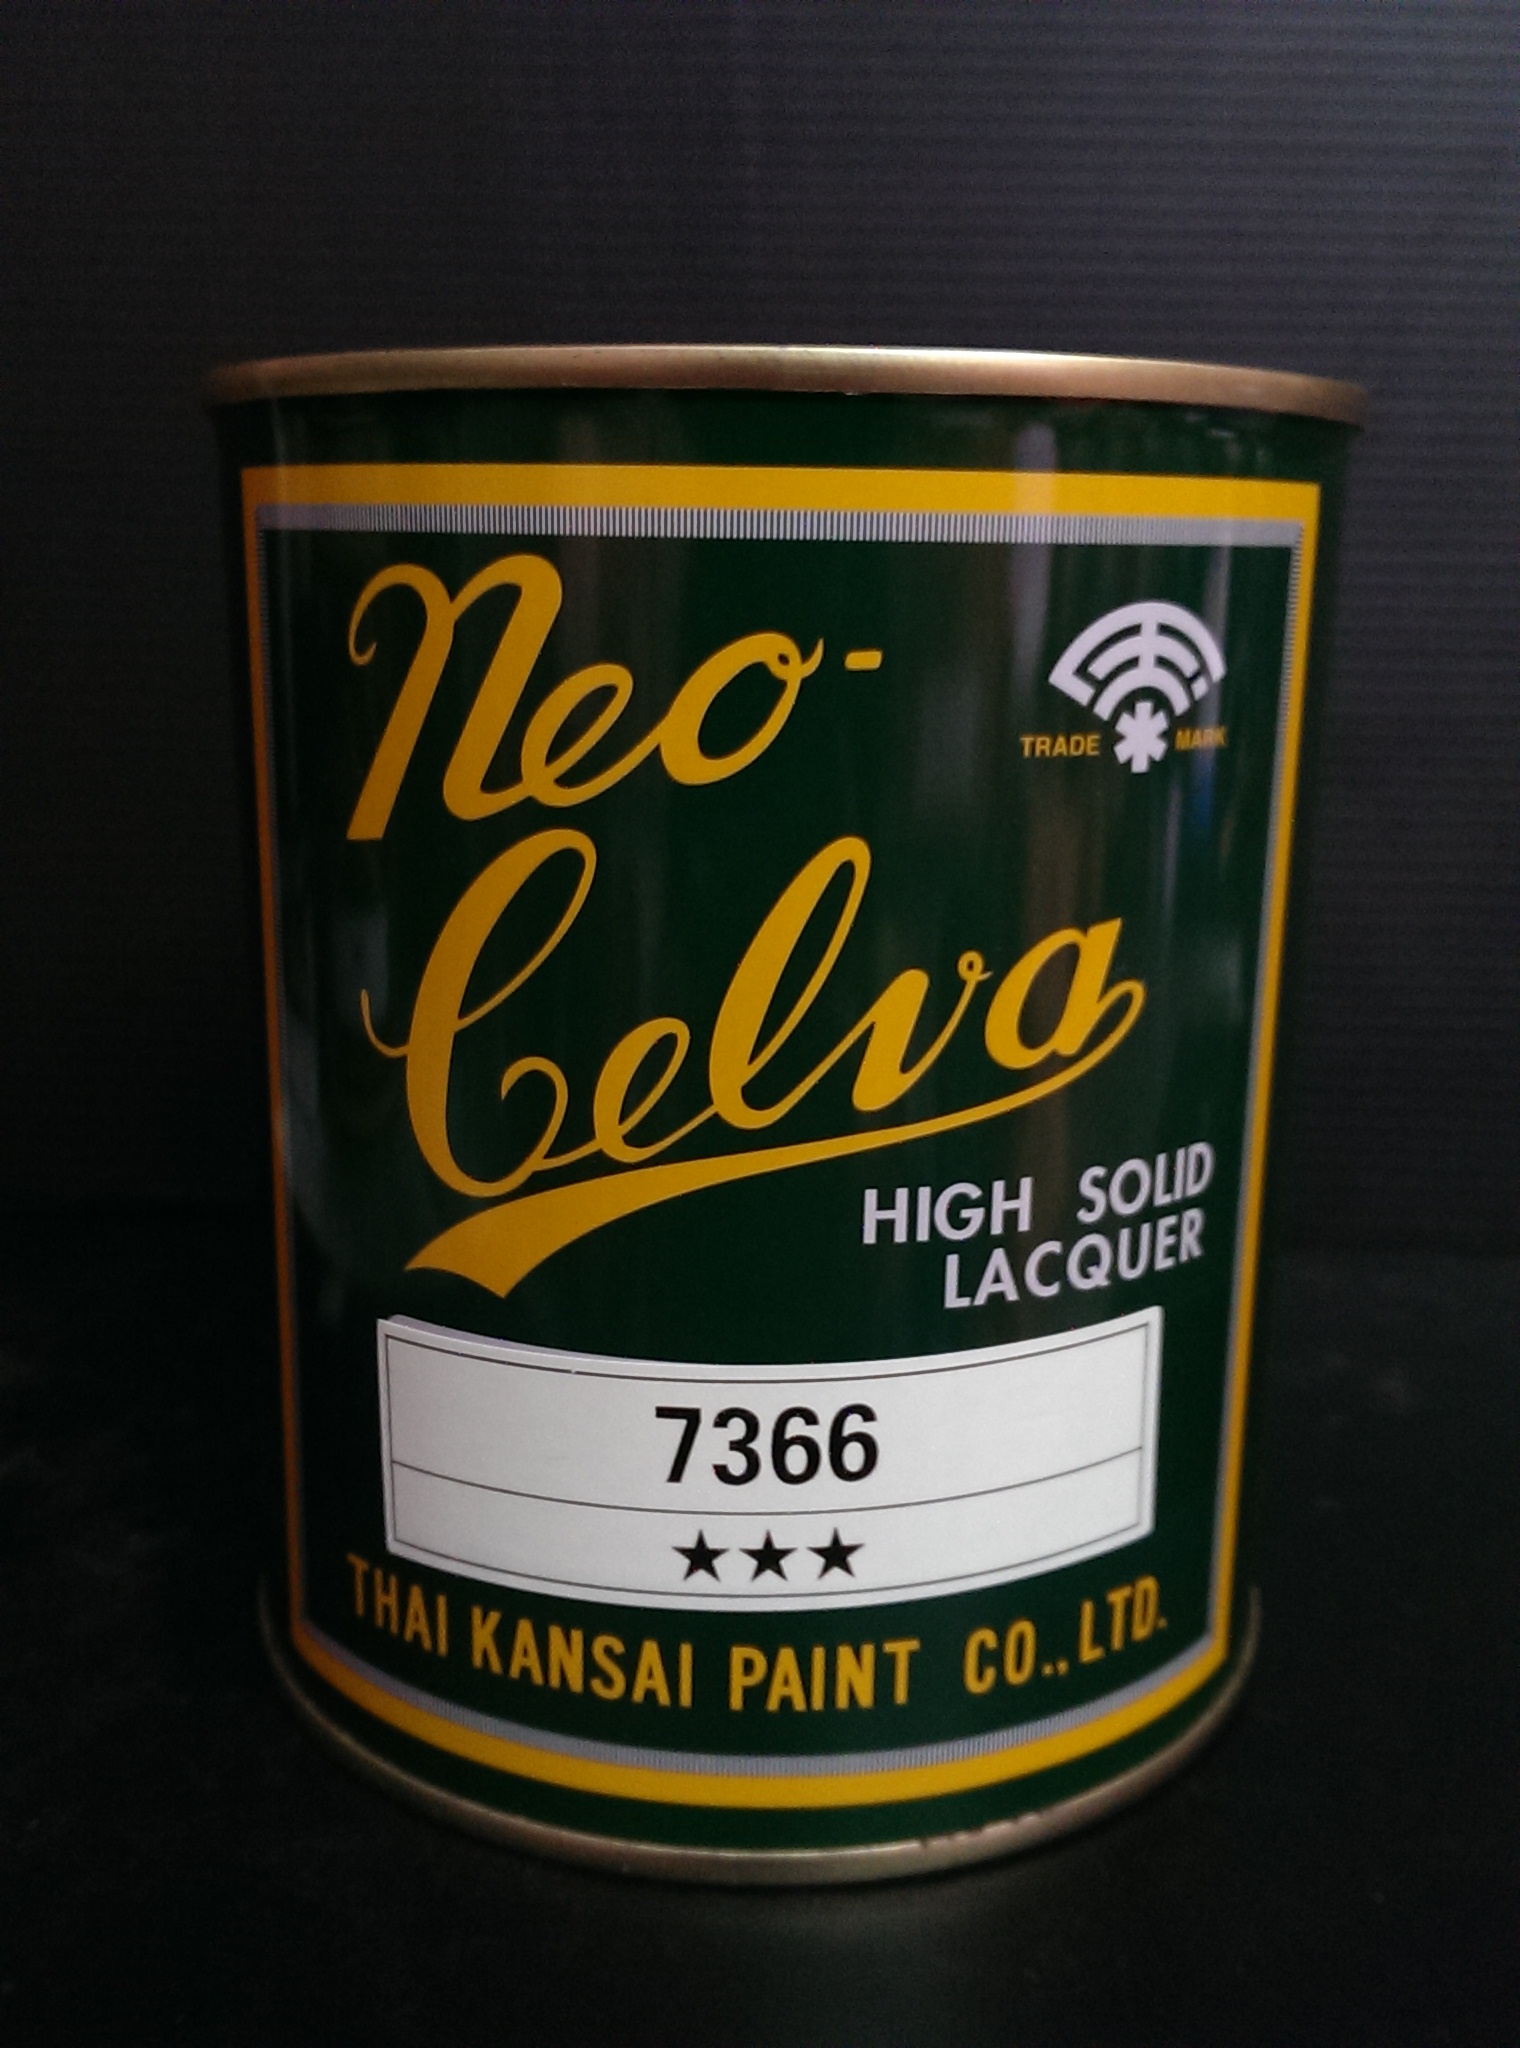 Neo-
Celva
TRADE MARK
HIGH SOLID
LACQUER
7366
★★★
THAI KANSAI PAINT CO., LTD.